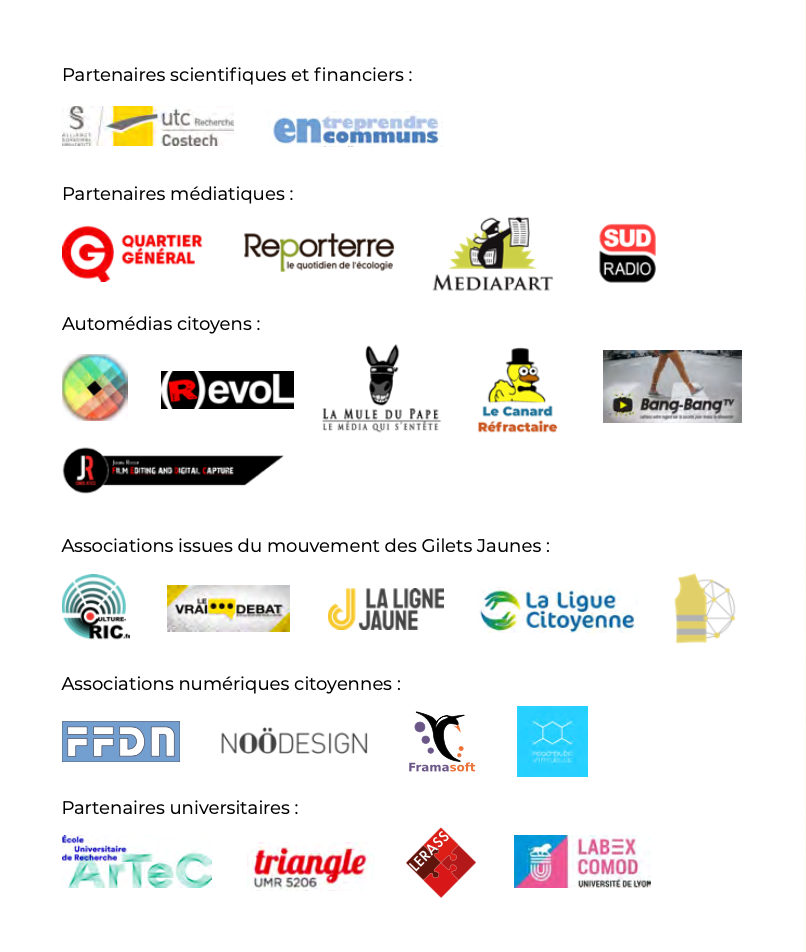 Partenaires scientifiques et financiers :
S
utc Recherche
Costech
entreprendre
communs
Partenaires médiatiques :
QUARTIER
GÉNÉRAL
Reporterre
le quotidien de l'écologie
MEDIAPART
SUD
RADIO
Automédias citoyens :
(R)evoL
LA MULE DU PAPE
LE MÉDIA QUI S'ENTÊTE
Le Canard
Réfractaire
Bang-Bang TV
JR
FILM EDITING AND DIGITAL CAPTURE
Associations issues du mouvement des Gilets Jaunes :
CULTURE-
RIC.fr
LE
VRAI DEBAT
LA LIGNE
JAUNE
La Ligue
Citoyenne
Associations numériques citoyennes :
FFDN
NOÖDESIGN
Framasoft
Partenaires universitaires :
École
Universitaire
de Recherche
ArTeC
triangle
UMR 5206
LERASS
LABEX
COMOD
UNIVERSITÉ DE LYON